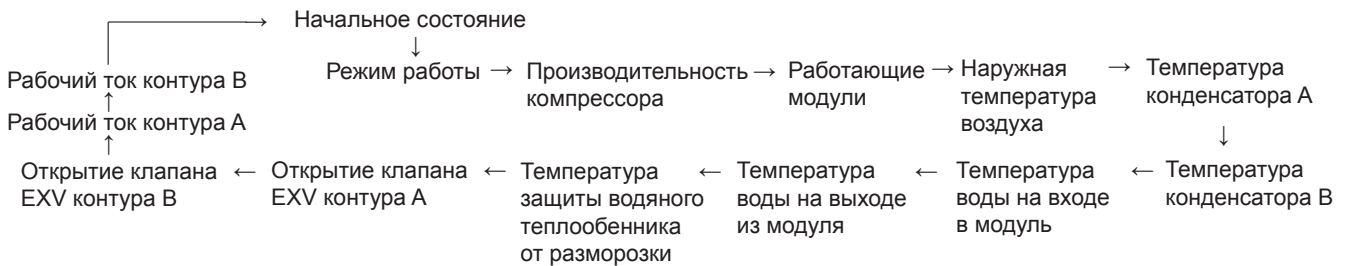 Начальное состояние
Режим работы → Производительность компрессора → Работающие модули → Наружная температура воздуха → Температура конденсатора А
Рабочий ток контура В
Рабочий ток контура А
Открытие клапана EXV контура В ← Открытие клапана EXV контура А ← Температура защиты водяного теплообенника от разморозки ← Температура воды на выходе из модуля ← Температура воды на входе в модуль ← Температура конденсатора В